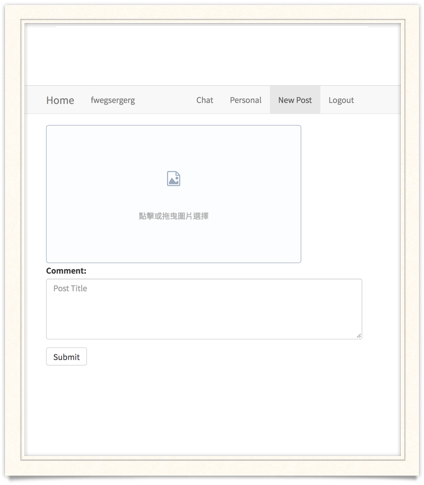 Home fwegsergerg Chat Personal New Post Logout
點擊或拖曳圖片選擇
Comment:
Post Title
Submit